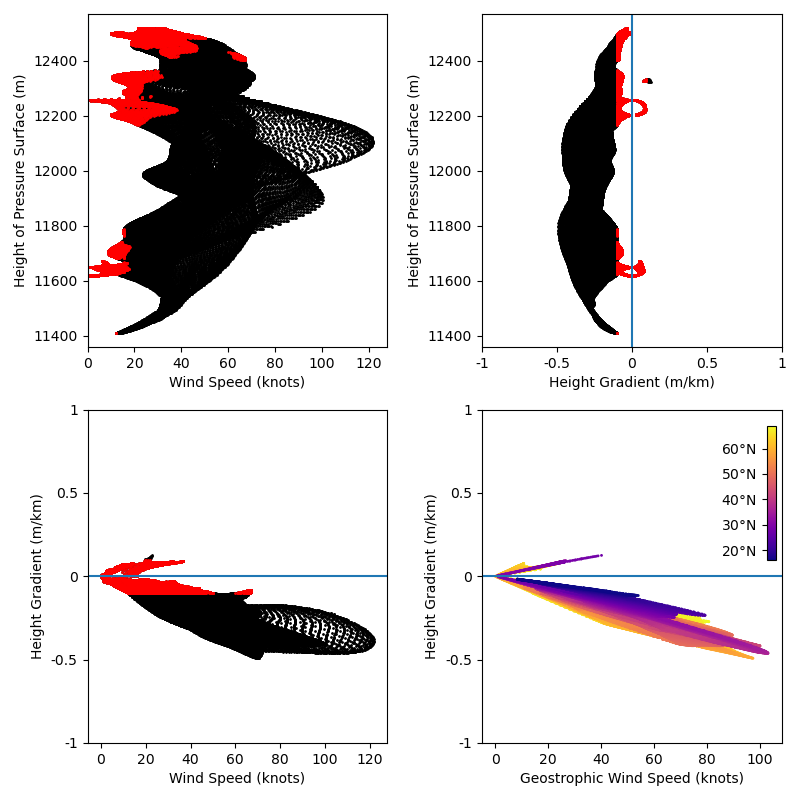 Height of Pressure Surface (m)
12400
12200
12000
11800
11600
11400
0 20 40 60 80 100 120
Wind Speed (knots)
Height of Pressure Surface (m)
12400
12200
12000
11800
11600
11400
-1 -0.5 0 0.5 1
Height Gradient (m/km)
Height Gradient (m/km)
1
0.5
0
-0.5
-1
0 20 40 60 80 100 120
Wind Speed (knots)
Height Gradient (m/km)
1
0.5
0
-0.5
-1
60°N
50°N
40°N
30°N
20°N
0 20 40 60 80 100
Geostrophic Wind Speed (knots)